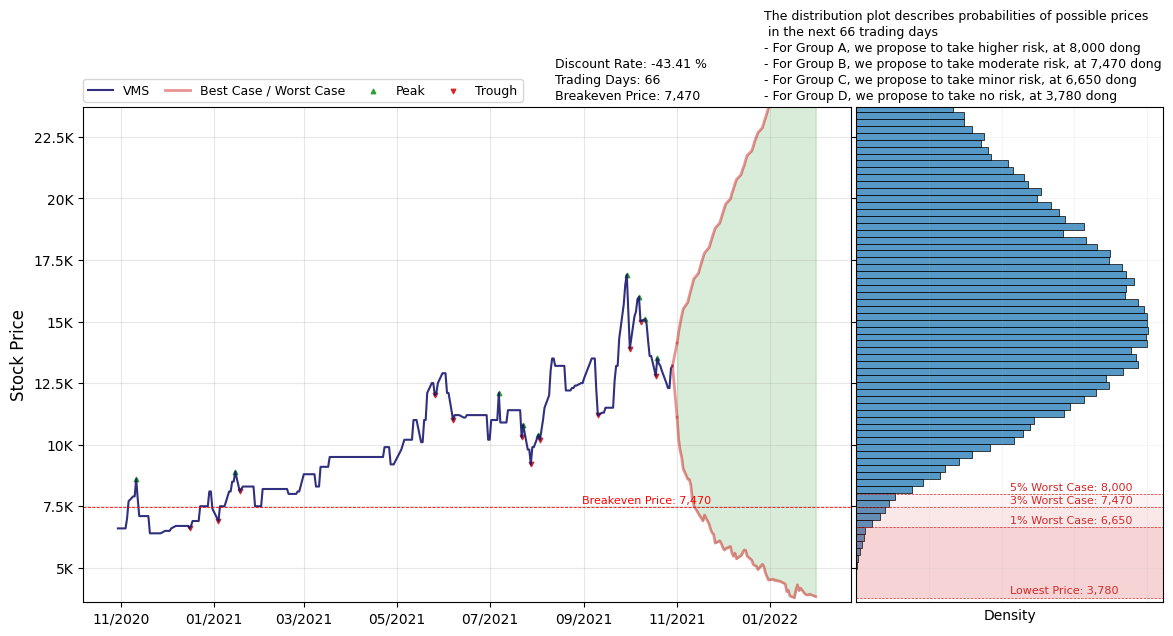 The distribution plot describes probabilities of possible prices
in the next 66 trading days
- For Group A, we propose to take higher risk, at 8,000 dong
- For Group B, we propose to take moderate risk, at 7,470 dong
- For Group C, we propose to take minor risk, at 6,650 dong
- For Group D, we propose to take no risk, at 3,780 dong
Discount Rate: -43.41 %
Trading Days: 66
Breakeven Price: 7,470
VMS Best Case / Worst Case Peak Trough
Stock Price
22.5K
20K
17.5K
15K
12.5K
10K
7.5K
5K
Breakeven Price: 7,470
5% Worst Case: 8,000
3% Worst Case: 7,470
1% Worst Case: 6,650
Lowest Price: 3,780
11/2020 01/2021 03/2021 05/2021 07/2021 09/2021 11/2021 01/2022
Density